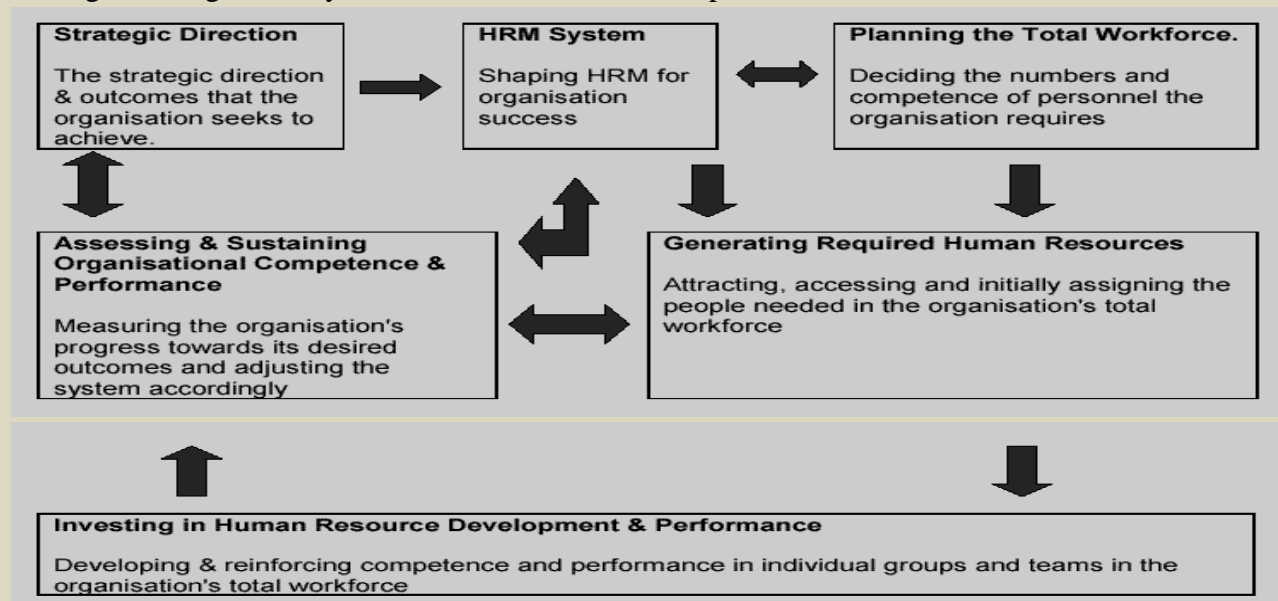 Strategic Direction
The strategic direction
& outcomes that the
organisation seeks to
achieve.
HRM System
Shaping HRM for
organisation
success
Planning the Total Workforce.
Deciding the numbers and
competence of personnel the
organisation requires
Assessing & Sustaining
Organisational Competence &
Performance
Measuring the organisation's
progress towards its desired
outcomes and adjusting the
system accordingly
Generating Required Human Resources
Attracting, accessing and initially assigning the
people needed in the organisation's total
workforce
Investing in Human Resource Development & Performance
Developing & reinforcing competence and performance in individual groups and teams in the
organisation's total workforce